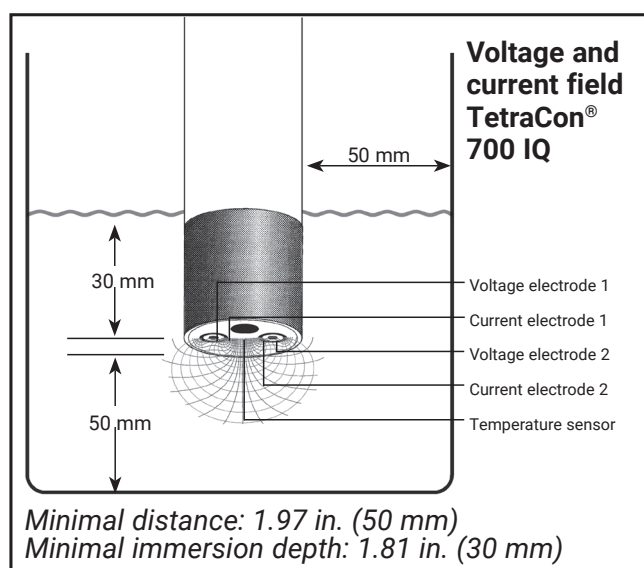 Voltage and
current field
TetraCon®
700 IQ
50 mm
30 mm
Voltage electrode 1
Current electrode 1
Voltage electrode 2
Current electrode 2
50 mm
Temperature sensor
Minimal distance: 1.97 in. (50 mm)
Minimal immersion depth: 1.81 in. (30 mm)